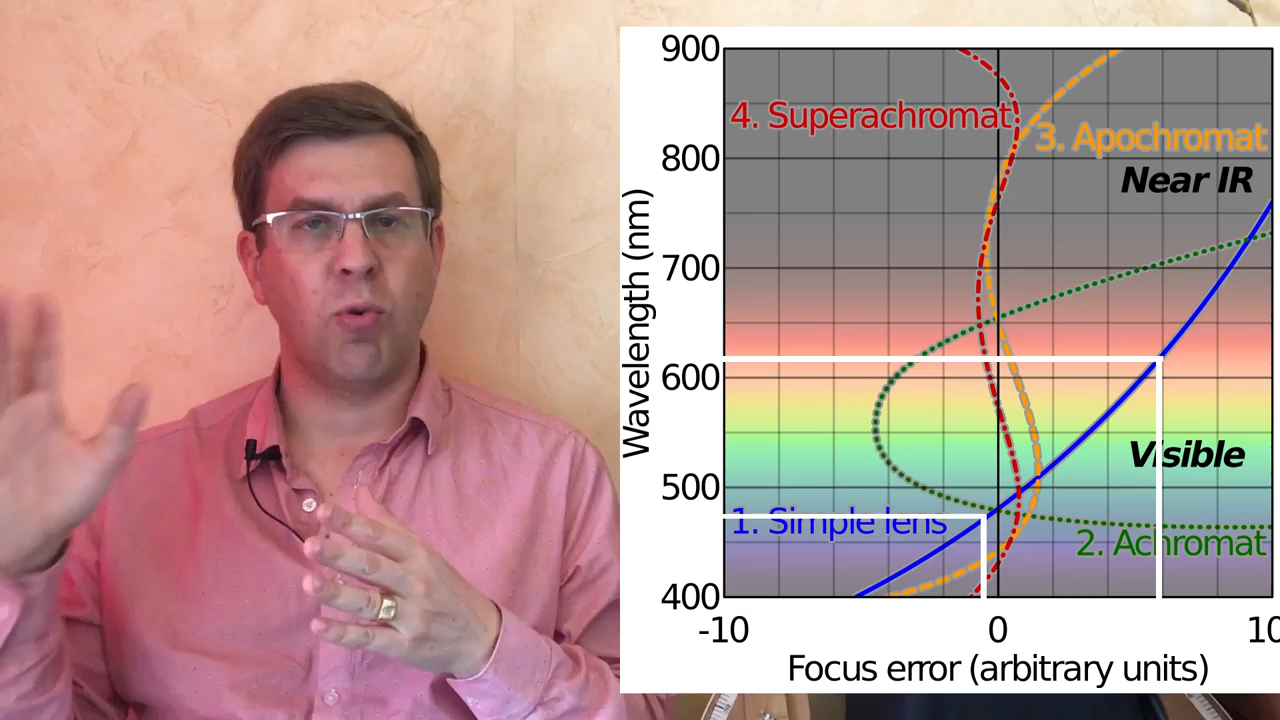 900
4. Superachromat
3. Apochromat
800
Near IR
700
Wavelength (nm)
600
Visible
500
1. Simple lens
2. Achromat
400
-10
0
10
Focus error (arbitrary units)